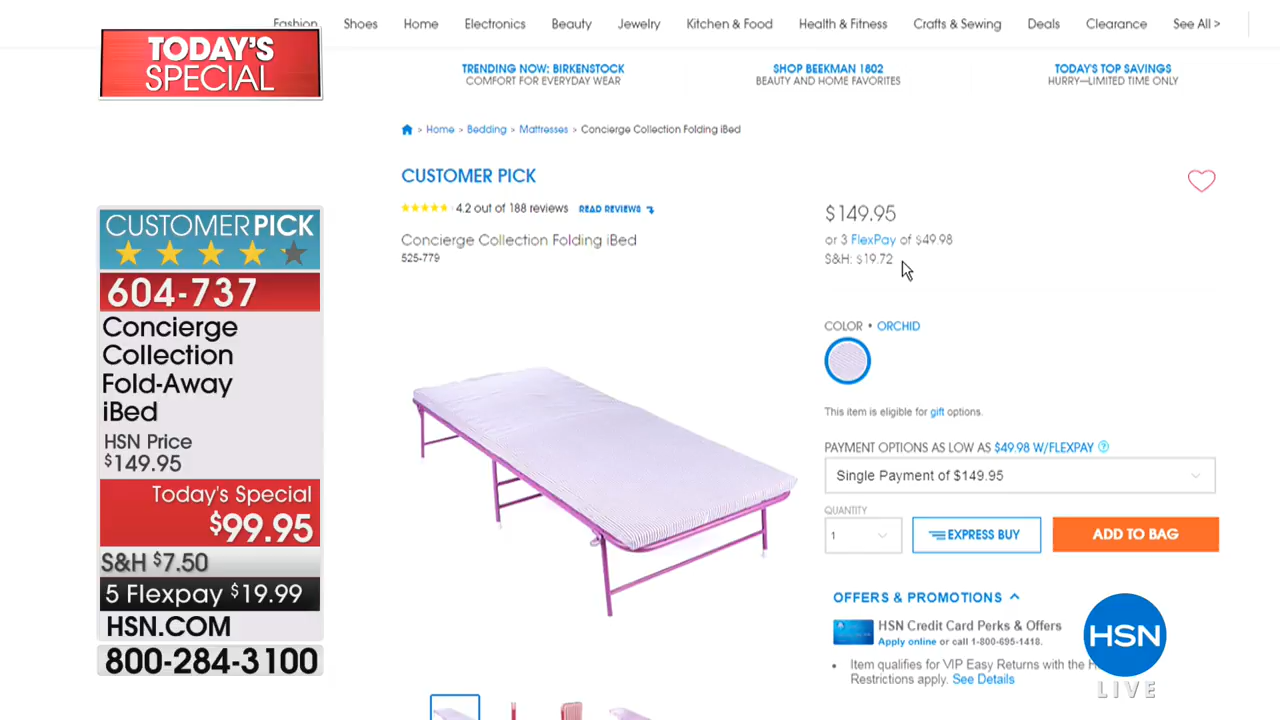 Fashion
Shoes
Home
Electronics
Beauty
Jewelry
Kitchen & Food
Health & Fitness
Crafts & Sewing
Deals
Clearance
See All >
TODAY'S
SPECIAL
TRENDING NOW: BIRKENSTOCK
COMFORT FOR EVERYDAY WEAR
SHOP BEEKMAN 1802
BEAUTY AND HOME FAVORITES
TODAY'S TOP SAVINGS
HURRY—LIMITED TIME ONLY
> Home > Bedding > Mattresses > Concierge Collection Folding iBed
CUSTOMER PICK
4.2 out of 188 reviews READ REVIEWS
Concierge Collection Folding iBed
525-779
$149.95
or 3 FlexPay of $49.98
S&H: $19.72
COLOR • ORCHID
This item is eligible for gift options.
PAYMENT OPTIONS AS LOW AS $49.98 W/FLEXPAY ?
Single Payment of $149.95
QUANTITY
1
EXPRESS BUY
ADD TO BAG
OFFERS & PROMOTIONS
HSN Credit Card Perks & Offers
Apply online or call 1-800-695-1418.
• Item qualifies for VIP Easy Returns with the
Restrictions apply. See Details
CUSTOMER PICK
604-737
Concierge
Collection
Fold-Away
iBed
HSN Price
$149.95
Today's Special
$99.95
S&H $7.50
5 Flexpay $19.99
HSN.COM
800-284-3100
HSN
LIVE